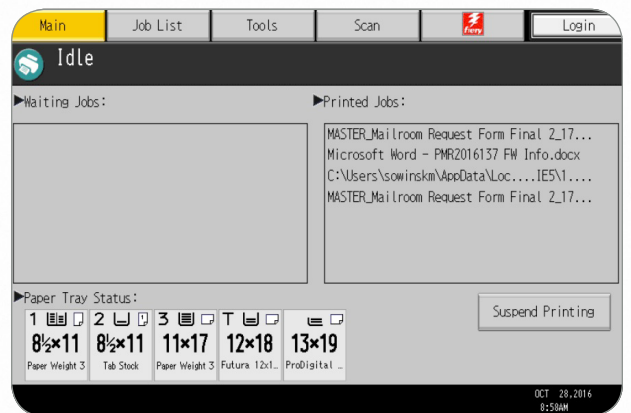 Main Job List Tools Scan fiery Login
Idle
▶Waiting Jobs: ▶Printed Jobs:
MASTER_Mailroom Request Form Final 2_17...
Microsoft Word - PMR2016137 FW Info.docx
C:\Users\sowinskm\AppData\Loc....IE5\1....
MASTER_Mailroom Request Form Final 2_17...
▶Paper Tray Status:
Suspend Printing
1 2 3 T
8½×11 8½×11 11×17 12×18 13×19
Paper Weight 3 Tab Stock Paper Weight 3 Futura 12x1_ ProDigital _
OCT 28,2016
8:58AM